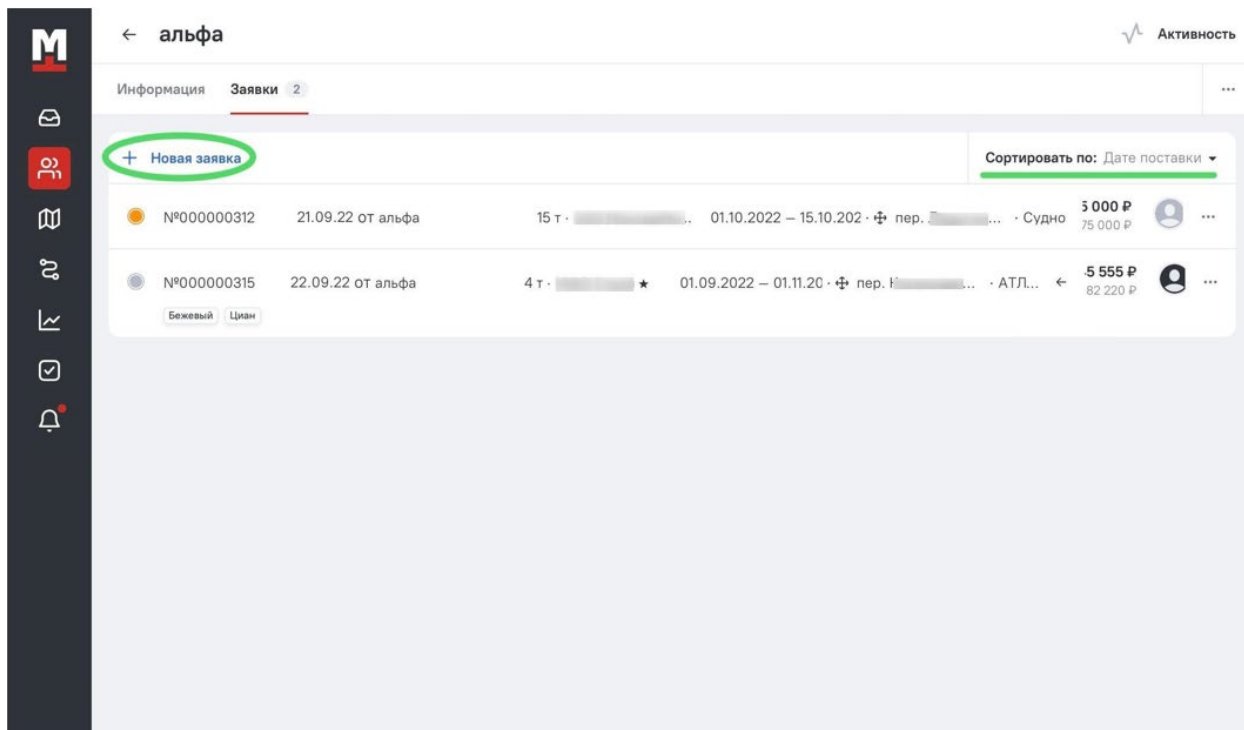 М
← альфа
Активность
Информация Заявки 2
+ Новая заявка
Сортировать по: Дате поставки
№000000312 21.09.22 от альфа 15 т · .. 01.10.2022 – 15.10.202 · пер. ... · Судно 5 000 ₽
75 000 ₽
№000000315 22.09.22 от альфа 4 т · ★ 01.09.2022 – 01.11.20 · пер. ... · АТЛ... ← 5 555 ₽
82 220 ₽
Бежевый Циан